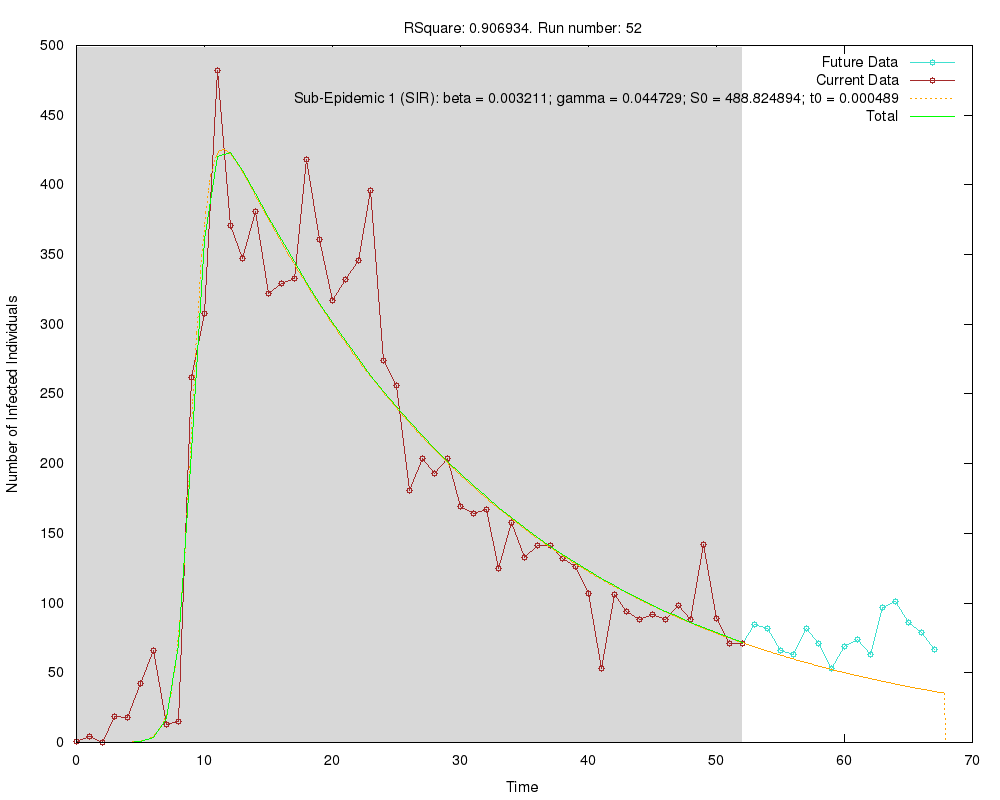 RSquare: 0.906934. Run number: 52
500
450
400
350
300
250
200
150
100
50
0
Number of Infected Individuals
Future Data
Current Data
Sub-Epidemic 1 (SIR): beta = 0.003211; gamma = 0.044729; S0 = 488.824894; t0 = 0.000489
Total
0 10 20 30 40 50 60 70
Time